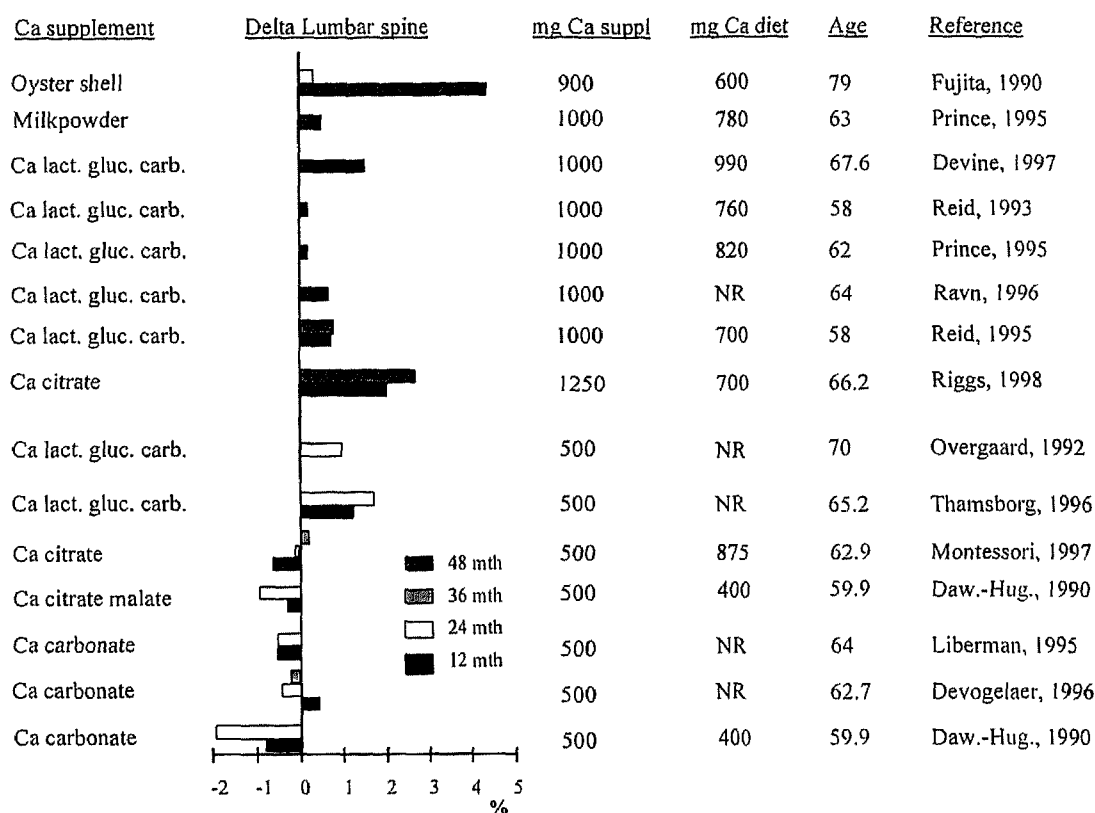 Ca supplement Delta Lumbar spine mg Ca suppl mg Ca diet Age Reference
Oyster shell 900 600 79 Fujita, 1990
Milkpowder 1000 780 63 Prince, 1995
Ca lact. gluc. carb. 1000 990 67.6 Devine, 1997
Ca lact. gluc. carb. 1000 760 58 Reid, 1993
Ca lact. gluc. carb. 1000 820 62 Prince, 1995
Ca lact. gluc. carb. 1000 NR 64 Ravn, 1996
Ca lact. gluc. carb. 1000 700 58 Reid, 1995
Ca citrate 1250 700 66.2 Riggs, 1998
Ca lact. gluc. carb. 500 NR 70 Overgaard, 1992
Ca lact. gluc. carb. 500 NR 65.2 Thamsborg, 1996
Ca citrate 500 875 62.9 Montessori, 1997
48 mth
Ca citrate malate 500 400 59.9 Daw.-Hug., 1990
36 mth
24 mth
Ca carbonate 500 NR 64 Liberman, 1995
12 mth
Ca carbonate 500 NR 62.7 Devogelaer, 1996
Ca carbonate 500 400 59.9 Daw.-Hug., 1990
-2 -1 0 1 2 3 4 5
%